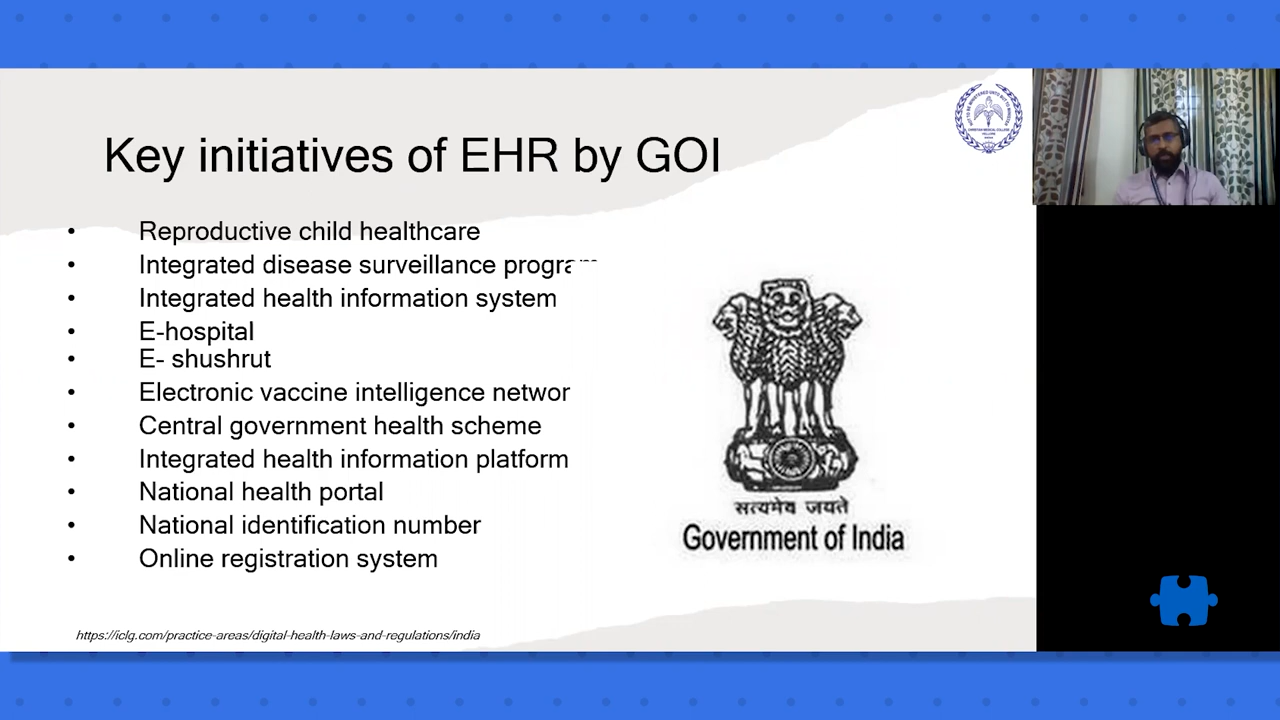 Key initiatives of EHR by GOI
• Reproductive child healthcare
• Integrated disease surveillance program
• Integrated health information system
• E-hospital
• E- shushrut
• Electronic vaccine intelligence networ
• Central government health scheme
• Integrated health information platform
• National health portal
• National identification number
• Online registration system
सत्यमेव जयते
Government of India
https://iclg.com/practice-areas/digital-health-laws-and-regulations/india